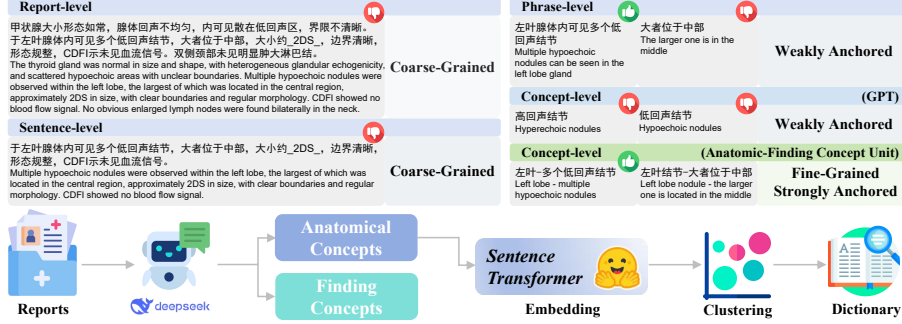 Report-level
甲状腺大小形态如常，腺体回声不均匀，内可见散在低回声区，界限不清晰。
于左叶腺体内可见多个低回声结节，大者位于中部，大小约_2DS_，边界清晰，
形态规整，CDFI示未见血流信号。双侧颈部未见明显肿大淋巴结。
The thyroid gland was normal in size and shape, with heterogeneous glandular echogenicity,
and scattered hypoechoic areas with unclear boundaries. Multiple hypoechoic nodules were
observed within the left lobe, the largest of which was located in the central region,
approximately 2DS in size, with clear boundaries and regular morphology. CDFI showed no
blood flow signal. No obvious enlarged lymph nodes were found bilaterally in the neck.
Coarse-Grained
Sentence-level
于左叶腺体内可见多个低回声结节，大者位于中部，大小约_2DS_，边界清晰，
形态规整，CDFI示未见血流信号。
Multiple hypoechoic nodules were observed within the left lobe, the largest of which was
located in the central region, approximately 2DS in size, with clear boundaries and regular
morphology. CDFI showed no blood flow signal.
Coarse-Grained
Phrase-level
左叶腺体内可见多个低
回声结节
Multiple hypoechoic
nodules can be seen in the
left lobe gland
大者位于中部
The larger one is in the
middle
Weakly Anchored
Concept-level
(GPT)
高回声结节
Hyperechoic nodules
低回声结节
Hypoechoic nodules
Weakly Anchored
Concept-level
(Anatomic-Finding Concept Unit)
左叶-多个低回声结节
Left lobe - multiple
hypoechoic nodules
左叶结节-大者位于中部
Left lobe nodule - the larger
one is located in the middle
Fine-Grained
Strongly Anchored
Reports
deepseek
Anatomical
Concepts
Finding
Concepts
Sentence
Transformer
Embedding
Clustering
A
Dictionary